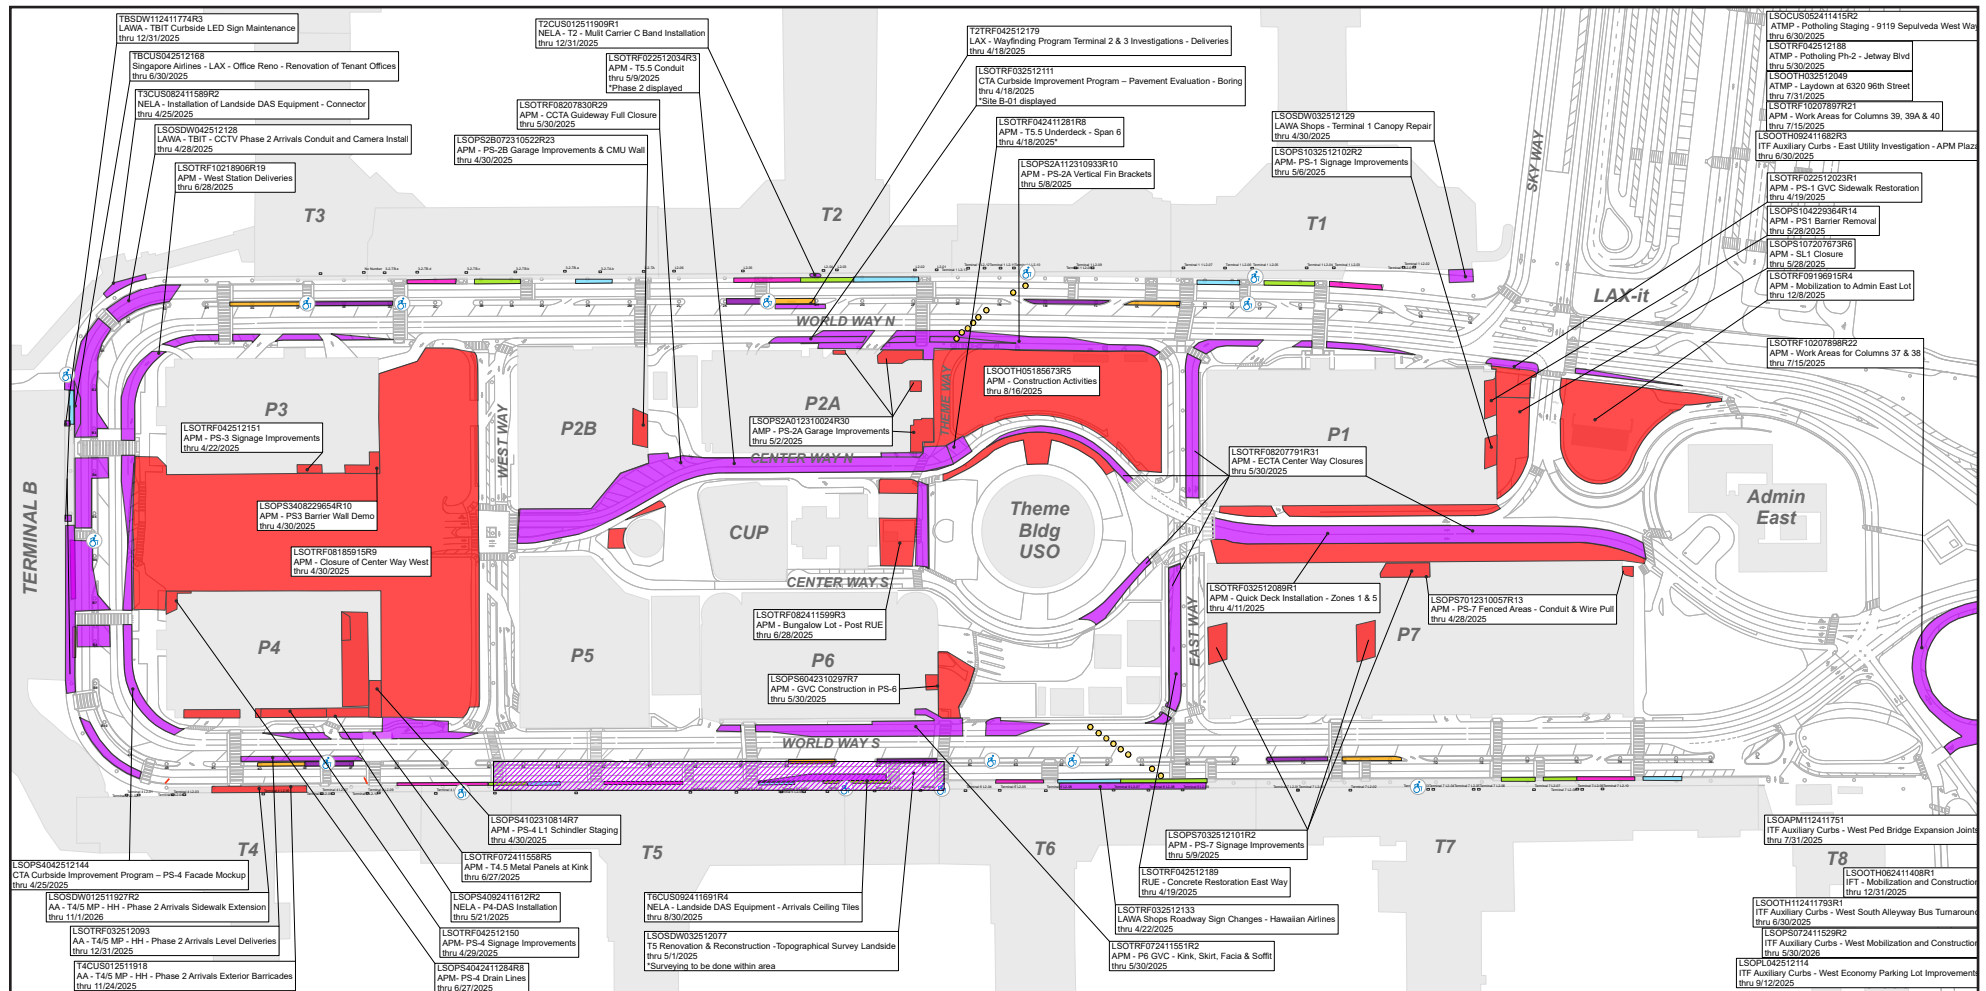 TBSDW112411774R3
LAWA - TBIT Curbside LED Sign Maintenance
thru 12/31/2025
TBCUS042512168
Singapore Airlines - LAX - Office Reno - Renovation of Tenant Offices
thru 6/30/2025
T3CUS082411589R2
NELA - Installation of Landside DAS Equipment - Connector
thru 4/25/2025
LSOSDW042512128
LAWA - TBIT - CCTV Phase 2 Arrivals Conduit and Camera Install
thru 4/28/2025
LSOTRF10218906R19
APM - West Station Deliveries
thru 6/28/2025
T2CUS012511909R1
NELA - T2 - Mulit Carrier C Band Installation
thru 12/31/2025
LSOTRF022512034R3
APM - T5.5 Conduit
thru 5/9/2025
*Phase 2 displayed
LSOTRF08207830R29
APM - CCTA Guideway Full Closure
thru 5/30/2025
LSOPS2B072310522R23
APM - PS-2B Garage Improvements & CMU Wall
thru 4/30/2025
T2TRF042512179
LAX - Wayfinding Program Terminal 2 & 3 Investigations - Deliveries
thru 4/18/2025
LSOTRF032512111
CTA Curbside Improvement Program – Pavement Evaluation - Boring
thru 4/18/2025
*Site B-01 displayed
LSOTRF042411281R8
APM - T5.5 Underdeck - Span 6
thru 4/18/2025*
LSOPS2A112310933R10
APM - PS-2A Vertical Fin Brackets
thru 5/8/2025
LSOSDW032512129
LAWA Shops - Terminal 1 Canopy Repair
thru 4/30/2025
LSOPS1032512102R2
APM- PS-1 Signage Improvements
thru 5/6/2025
LSOCUS052411415R2
ATMP - Potholing Staging - 9119 Sepulveda West Way
thru 6/30/2025
LSOTRF042512188
ATMP - Potholing Ph-2 - Jetway Blvd
thru 5/30/2025
LSOOTH032512049
ATMP - Laydown at 6320 96th Street
thru 7/31/2025
LSOTRF10207897R21
APM - Work Areas for Columns 39, 39A & 40
thru 7/15/2025
LSOOTH092411682R3
ITF Auxiliary Curbs - East Utility Investigation - APM Plaza
thru 6/30/2025
LSOTRF022512023R1
APM - PS-1 GVC Sidewalk Restoration
thru 4/19/2025
LSOPS104229364R14
APM - PS1 Barrier Removal
thru 5/28/2025
LSOPS107207673R6
APM - SL1 Closure
thru 5/28/2025
LSOTRF09196915R4
APM - Mobilization to Admin East Lot
thru 12/8/2025
LSOTRF10207898R22
APM - Work Areas for Columns 37 & 38
thru 7/15/2025
T3
T2
T1
SKY WAY
LAX-it
WORLD WAY N
P3
P2B
P2A
P1
THEME WAY
WEST WAY
CENTER WAY N
LSOOTH05185673R5
APM - Construction Activities
thru 8/16/2025
LSOPS2A012310024R30
AMP - PS-2A Garage Improvements
thru 5/2/2025
LSOTRF042512151
APM - PS-3 Signage Improvements
thru 4/22/2025
LSOTRF08207791R31
APM - ECTA Center Way Closures
thru 5/30/2025
LSOPS3408229654R10
APM - PS3 Barrier Wall Demo
thru 4/30/2025
LSOTRF08185915R9
APM - Closure of Center Way West
thru 4/30/2025
TERMINAL B
CUP
Theme
Bldg
USO
Admin
East
CENTER WAY S
EAST WAY
LSOTRF032512089R1
APM - Quick Deck Installation - Zones 1 & 5
thru 4/11/2025
LSOPS7012310057R13
APM - PS-7 Fenced Areas - Conduit & Wire Pull
thru 4/28/2025
LSOTRF082411599R3
APM - Bungalow Lot - Post RUE
thru 6/28/2025
P4
P5
P6
P7
LSOPS6042310297R7
APM - GVC Construction in PS-6
thru 5/30/2025
WORLD WAY S
T4
T5
T6
T7
T8
LSOPS4102310814R7
APM - PS-4 L1 Schindler Staging
thru 4/30/2025
LSOTRF072411558R5
APM - T4.5 Metal Panels at Kink
thru 6/27/2025
LSOPS4042512144
CTA Curbside Improvement Program – PS-4 Facade Mockup
thru 4/25/2025
LSOSDW012511927R2
AA - T4/5 MP - HH - Phase 2 Arrivals Sidewalk Extension
thru 11/1/2026
LSOTRF032512093
AA - T4/5 MP - HH - Phase 2 Arrivals Level Deliveries
thru 12/31/2025
T4CUS012511918
AA - T4/5 MP - HH - Phase 2 Arrivals Exterior Barricades
thru 11/24/2025
LSOPS4092411612R2
NELA - P4-DAS Installation
thru 5/21/2025
LSOTRF042512150
APM- PS-4 Signage Improvements
thru 4/29/2025
LSOPS4042411284R8
APM- PS-4 Drain Lines
thru 6/27/2025
T6CUS092411691R4
NELA - Landside DAS Equipment - Arrivals Ceiling Tiles
thru 8/30/2025
LSOSDW032512077
T5 Renovation & Reconstruction -Topographical Survey Landside
thru 5/1/2025
*Surveying to be done within area
LSOPS7032512101R2
APM - PS-7 Signage Improvements
thru 5/9/2025
LSOTRF042512189
RUE - Concrete Restoration East Way
thru 4/19/2025
LSOTRF032512133
LAWA Shops Roadway Sign Changes - Hawaiian Airlines
thru 4/22/2025
LSOTRF072411551R2
APM - P6 GVC - Kink, Skirt, Facia & Soffit
thru 5/30/2025
LSOAPM112411751
ITF Auxiliary Curbs - West Ped Bridge Expansion Joints
thru 7/31/2025
LSOOTH062411408R1
IFT - Mobilization and Constructio
thru 12/31/2025
LSOOTH112411793R1
ITF Auxiliary Curbs - West South Alleyway Bus Turnaroun
thru 6/30/2025
LSOPS072411529R2
ITF Auxiliary Curbs - West Mobilization and Constructio
thru 5/30/2026
LSOPL042512114
ITF Auxiliary Curbs - West Economy Parking Lot Improvements
thru 9/12/2025